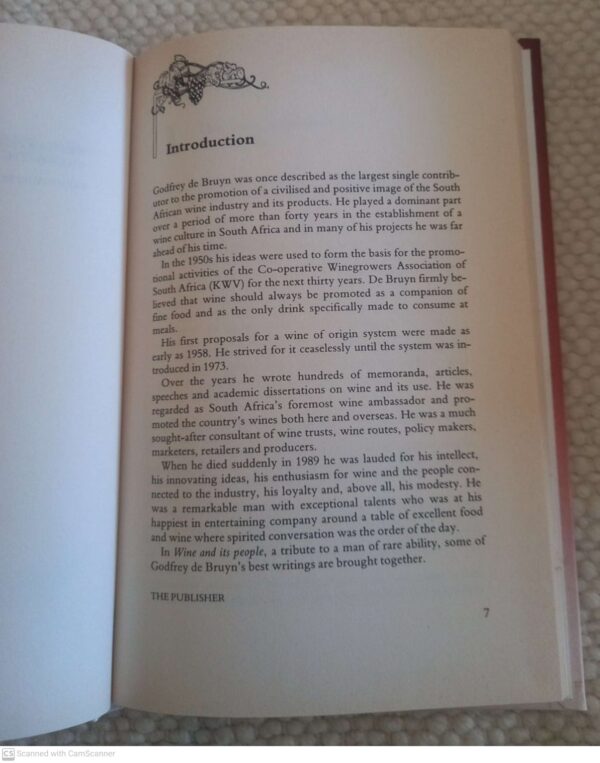 Introduction
Godfrey de Bruyn was once described as the largest single contrib-
utor to the promotion of a civilised and positive image of the South
African wine industry and its products. He played a dominant part
over a period of more than forty years in the establishment of a
wine culture in South Africa and in many of his projects he was far
ahead of his time.
In the 1950s his ideas were used to form the basis for the promo-
tional activities of the Co-operative Winegrowers Association of
South Africa (KWV) for the next thirty years. De Bruyn firmly be-
lieved that wine should always be promoted as a companion of
fine food and as the only drink specifically made to consume at
meals.
His first proposals for a wine of origin system were made as
early as 1958. He strived for it ceaselessly until the system was in-
troduced in 1973.
Over the years he wrote hundreds of memoranda, articles,
speeches and academic dissertations on wine and its use. He was
regarded as South Africa's foremost wine ambassador and pro-
moted the country's wines both here and overseas. He was a much
sought-after consultant of wine trusts, wine routes, policy makers,
marketers, retailers and producers.
When he died suddenly in 1989 he was lauded for his intellect,
his innovating ideas, his enthusiasm for wine and the people con-
nected to the industry, his loyalty and, above all, his modesty. He
was a remarkable man with exceptional talents who was at his
happiest in entertaining company around a table of excellent food
and wine where spirited conversation was the order of the day.
In Wine and its people, a tribute to a man of rare ability, some of
Godfrey de Bruyn's best writings are brought together.
THE PUBLISHER
7
CS Scanned with CamScanner